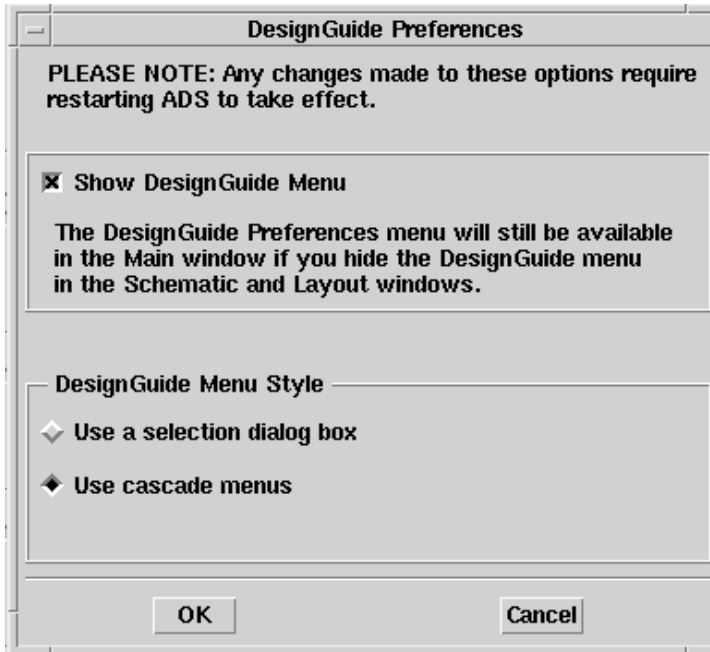 DesignGuide Preferences
PLEASE NOTE: Any changes made to these options require
restarting ADS to take effect.
Show DesignGuide Menu
The DesignGuide Preferences menu will still be available
in the Main window if you hide the DesignGuide menu
in the Schematic and Layout windows.
DesignGuide Menu Style
Use a selection dialog box
Use cascade menus
OK Cancel